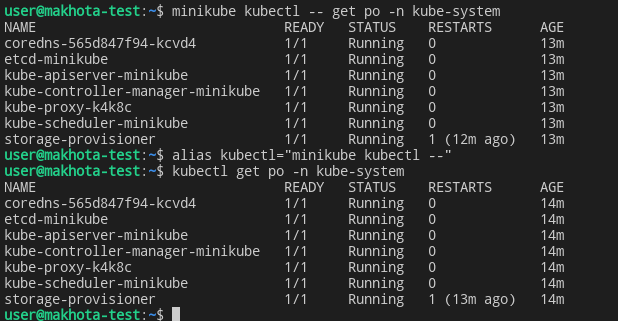 user@makhota-test:~$ minikube kubectl -- get po -n kube-system
NAME                               READY   STATUS    RESTARTS      AGE
coredns-565d847f94-kcvd4           1/1     Running   0             13m
etcd-minikube                      1/1     Running   0             13m
kube-apiserver-minikube            1/1     Running   0             13m
kube-controller-manager-minikube   1/1     Running   0             13m
kube-proxy-k4k8c                   1/1     Running   0             13m
kube-scheduler-minikube            1/1     Running   0             13m
storage-provisioner                1/1     Running   1 (12m ago)   13m
user@makhota-test:~$ alias kubectl="minikube kubectl --"
user@makhota-test:~$ kubectl get po -n kube-system
NAME                               READY   STATUS    RESTARTS      AGE
coredns-565d847f94-kcvd4           1/1     Running   0             14m
etcd-minikube                      1/1     Running   0             14m
kube-apiserver-minikube            1/1     Running   0             14m
kube-controller-manager-minikube   1/1     Running   0             14m
kube-proxy-k4k8c                   1/1     Running   0             14m
kube-scheduler-minikube            1/1     Running   0             14m
storage-provisioner                1/1     Running   1 (13m ago)   14m
user@makhota-test:~$